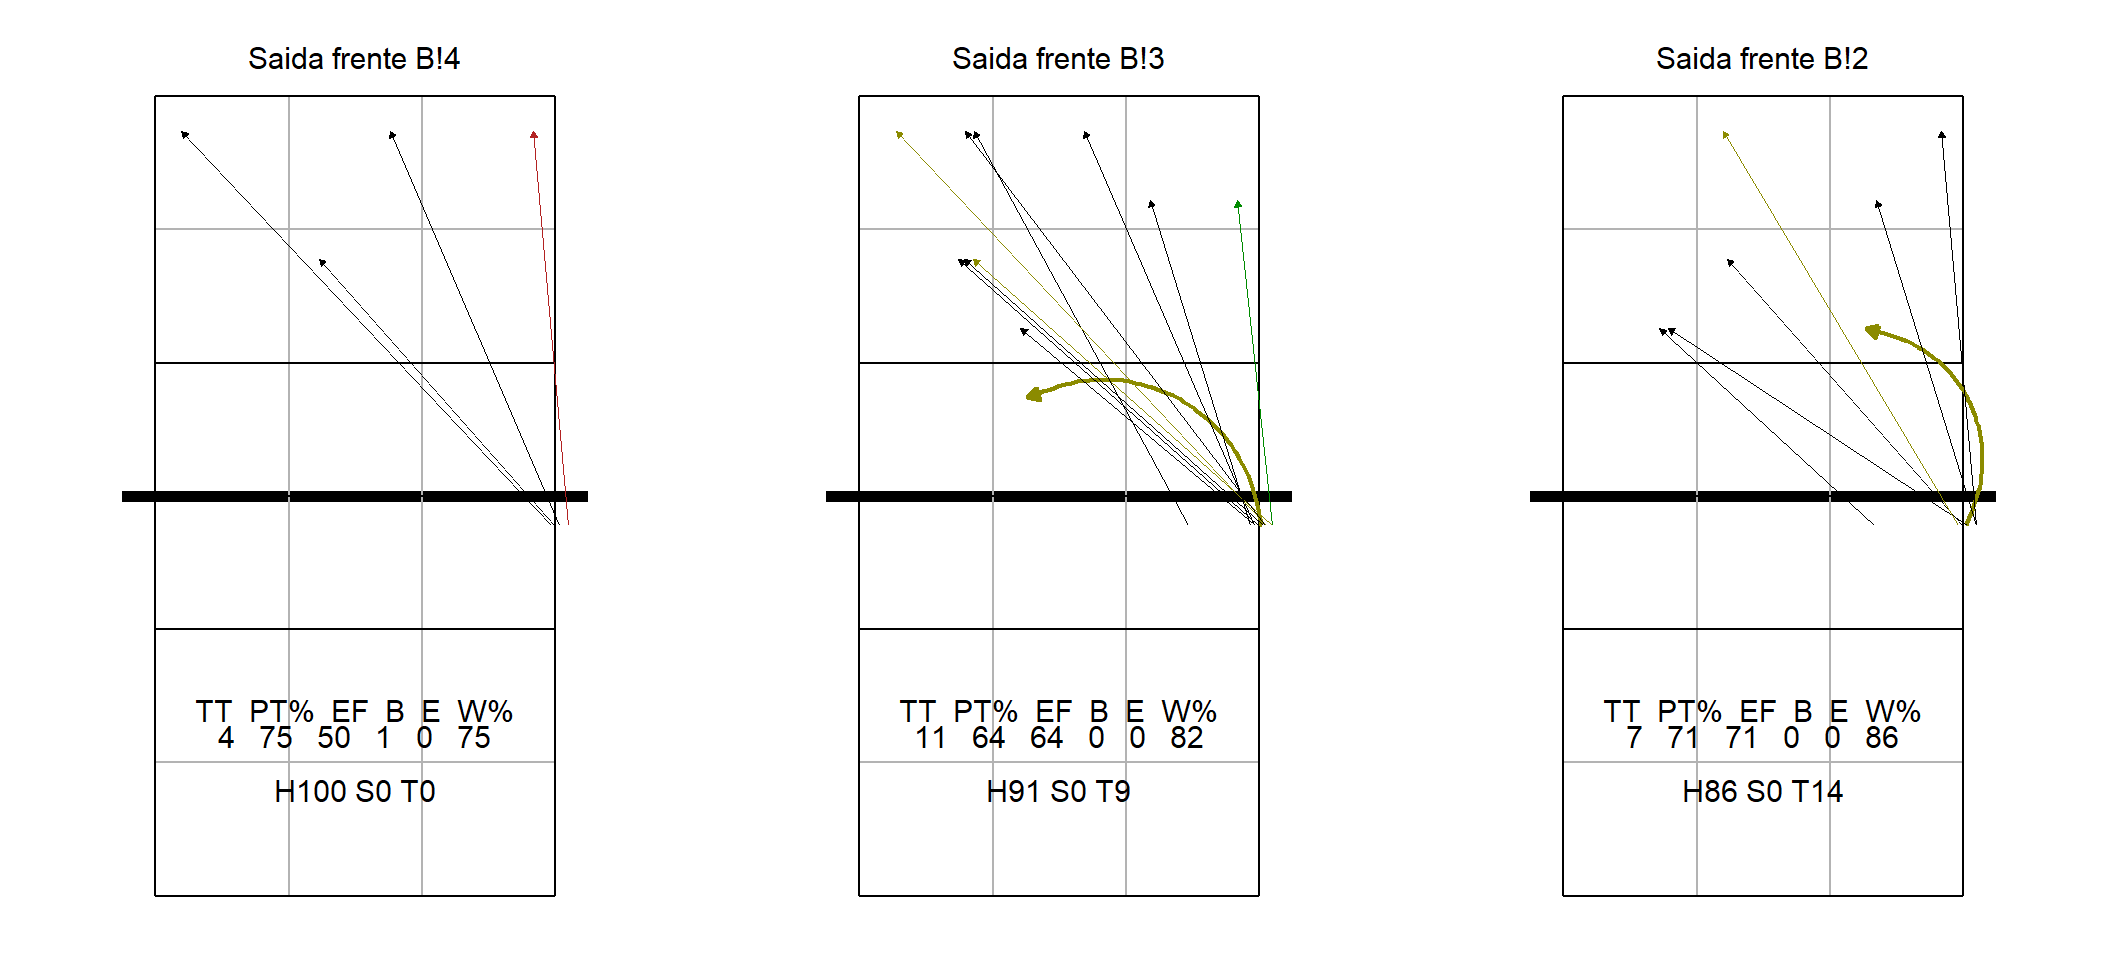 Saida frente B!4
TT PT% EF B E W%
4 75 50 1 0 75
H100 S0 T0
Saida frente B!3
TT PT% EF B E W%
11 64 64 0 0 82
H91 S0 T9
Saida frente B!2
TT PT% EF B E W%
7 71 71 0 0 86
H86 S0 T14